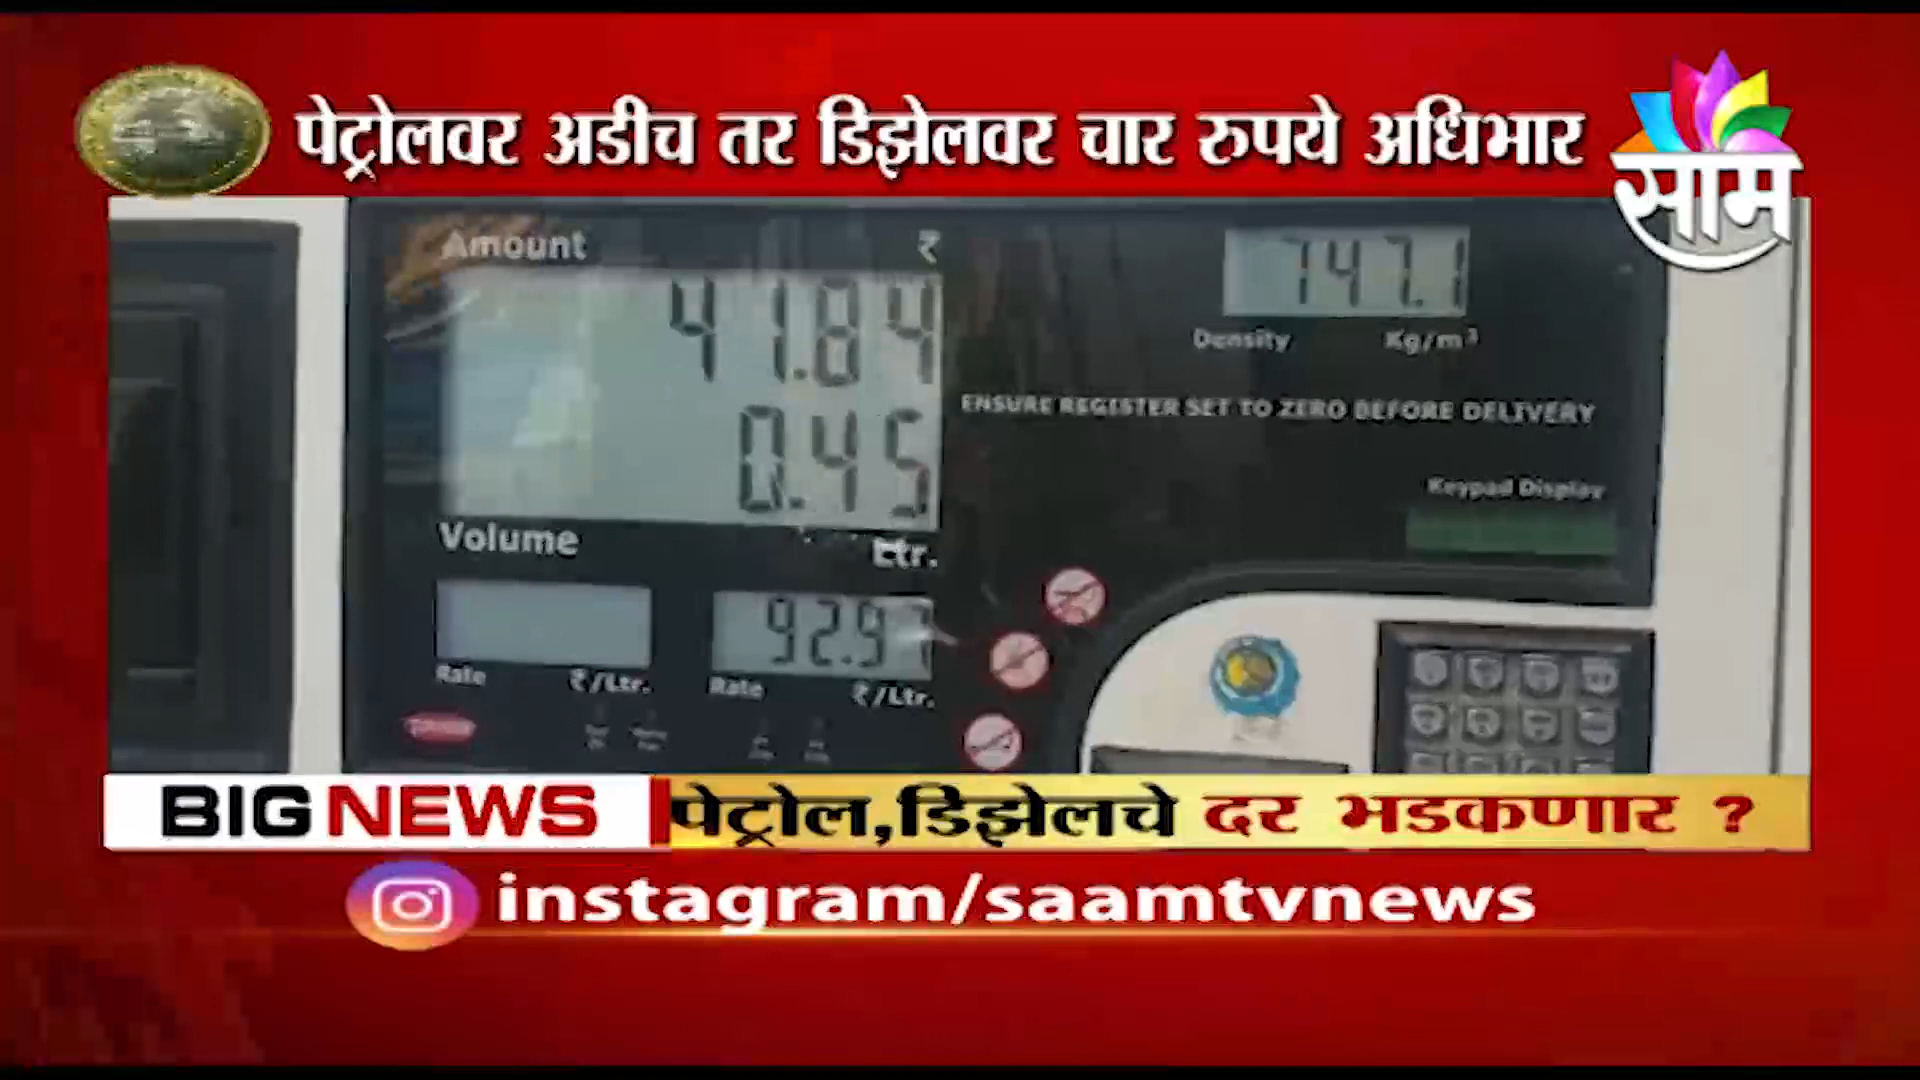 पेट्रोलवर अडीच तर डिझेलवर चार रुपये अधिभार
साम
Amount ₹
41.84
747.1
Density Kg/m³
0.45
ENSURE REGISTER SET TO ZERO BEFORE DELIVERY
Keypad Display
Volume Ltr.
92.97
Rate ₹/Ltr.
Rate ₹/Ltr.
BIG NEWS
पेट्रोल,डिझेलचे दर भडकणार ?
instagram/saamtvnews